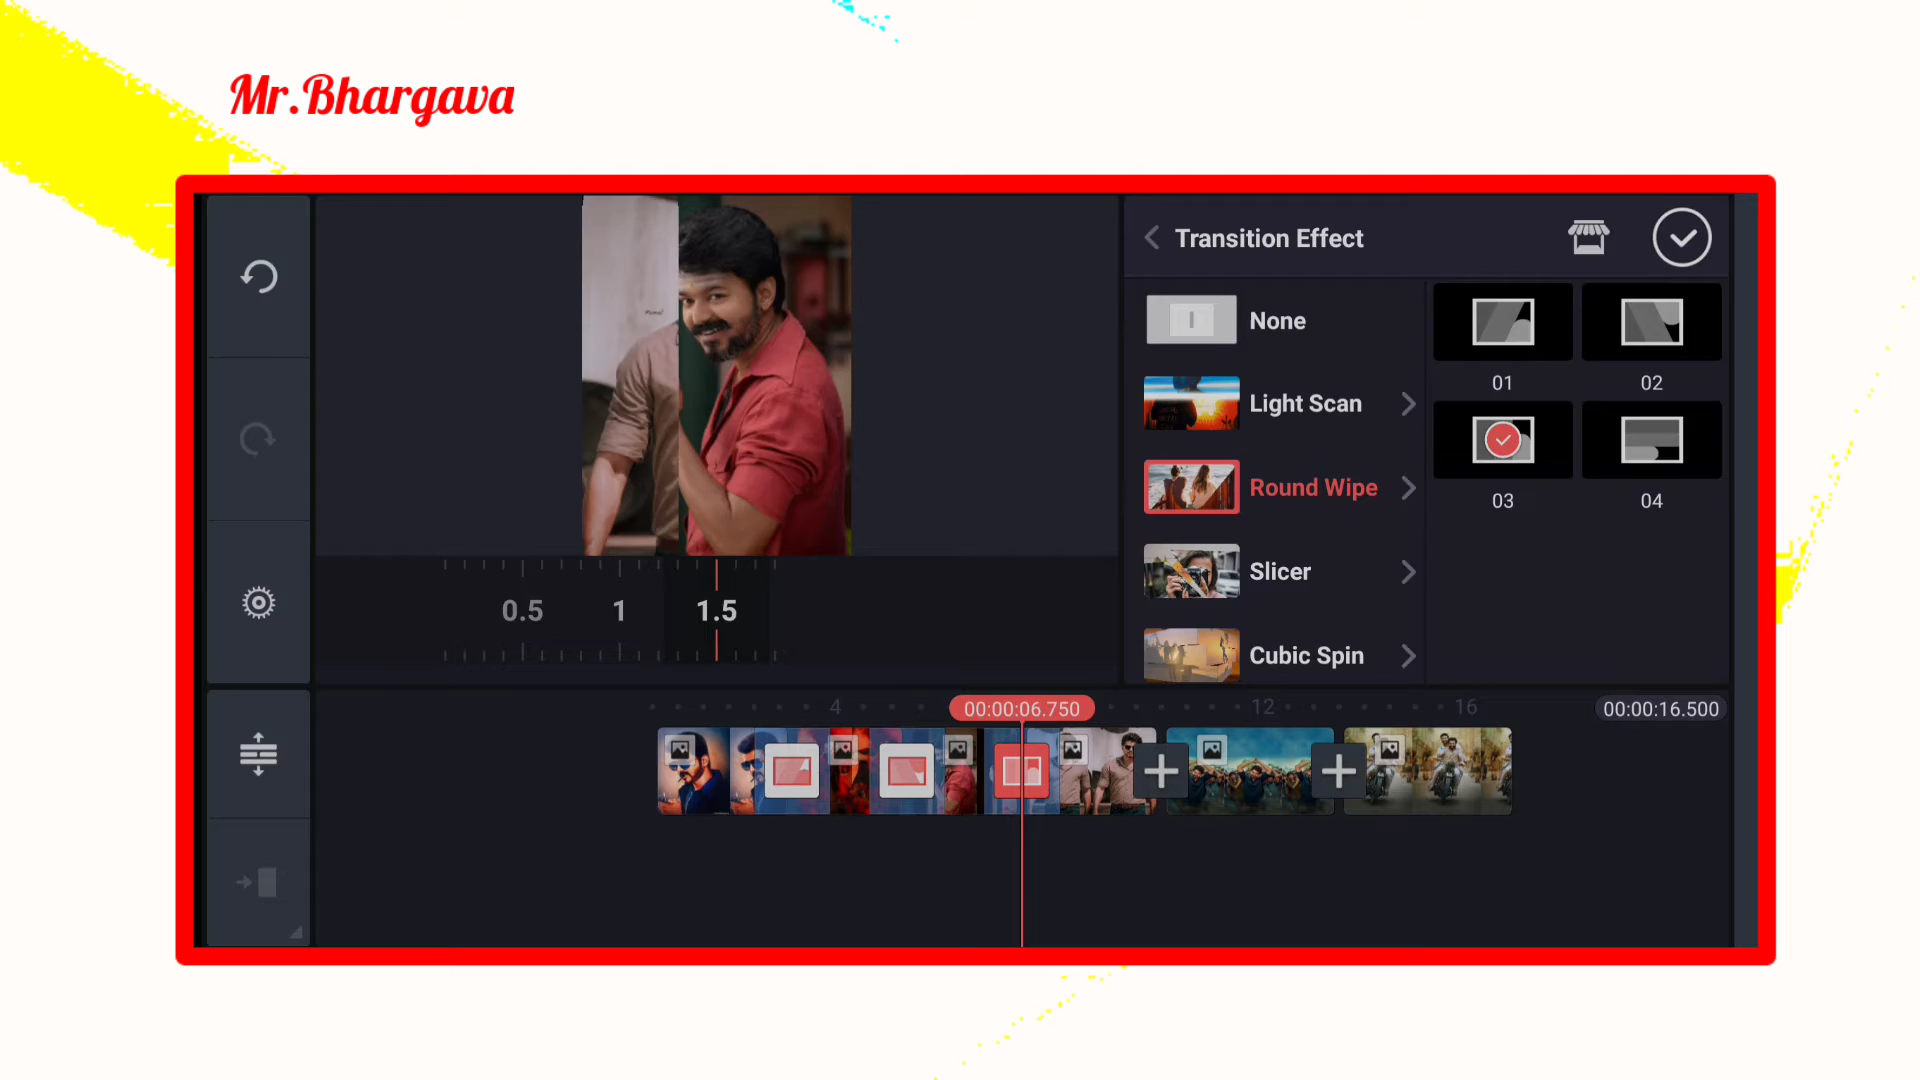 Mr.Bhargava
Transition Effect
None
Light Scan
Round Wipe
Slicer
Cubic Spin
01
02
03
04
0.5
1
1.5
4
00:00:06.750
12
16
00:00:16.500